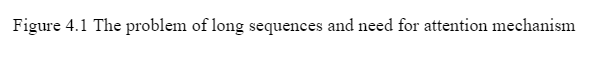 Figure 4.1 The problem of long sequences and need for attention mechanism